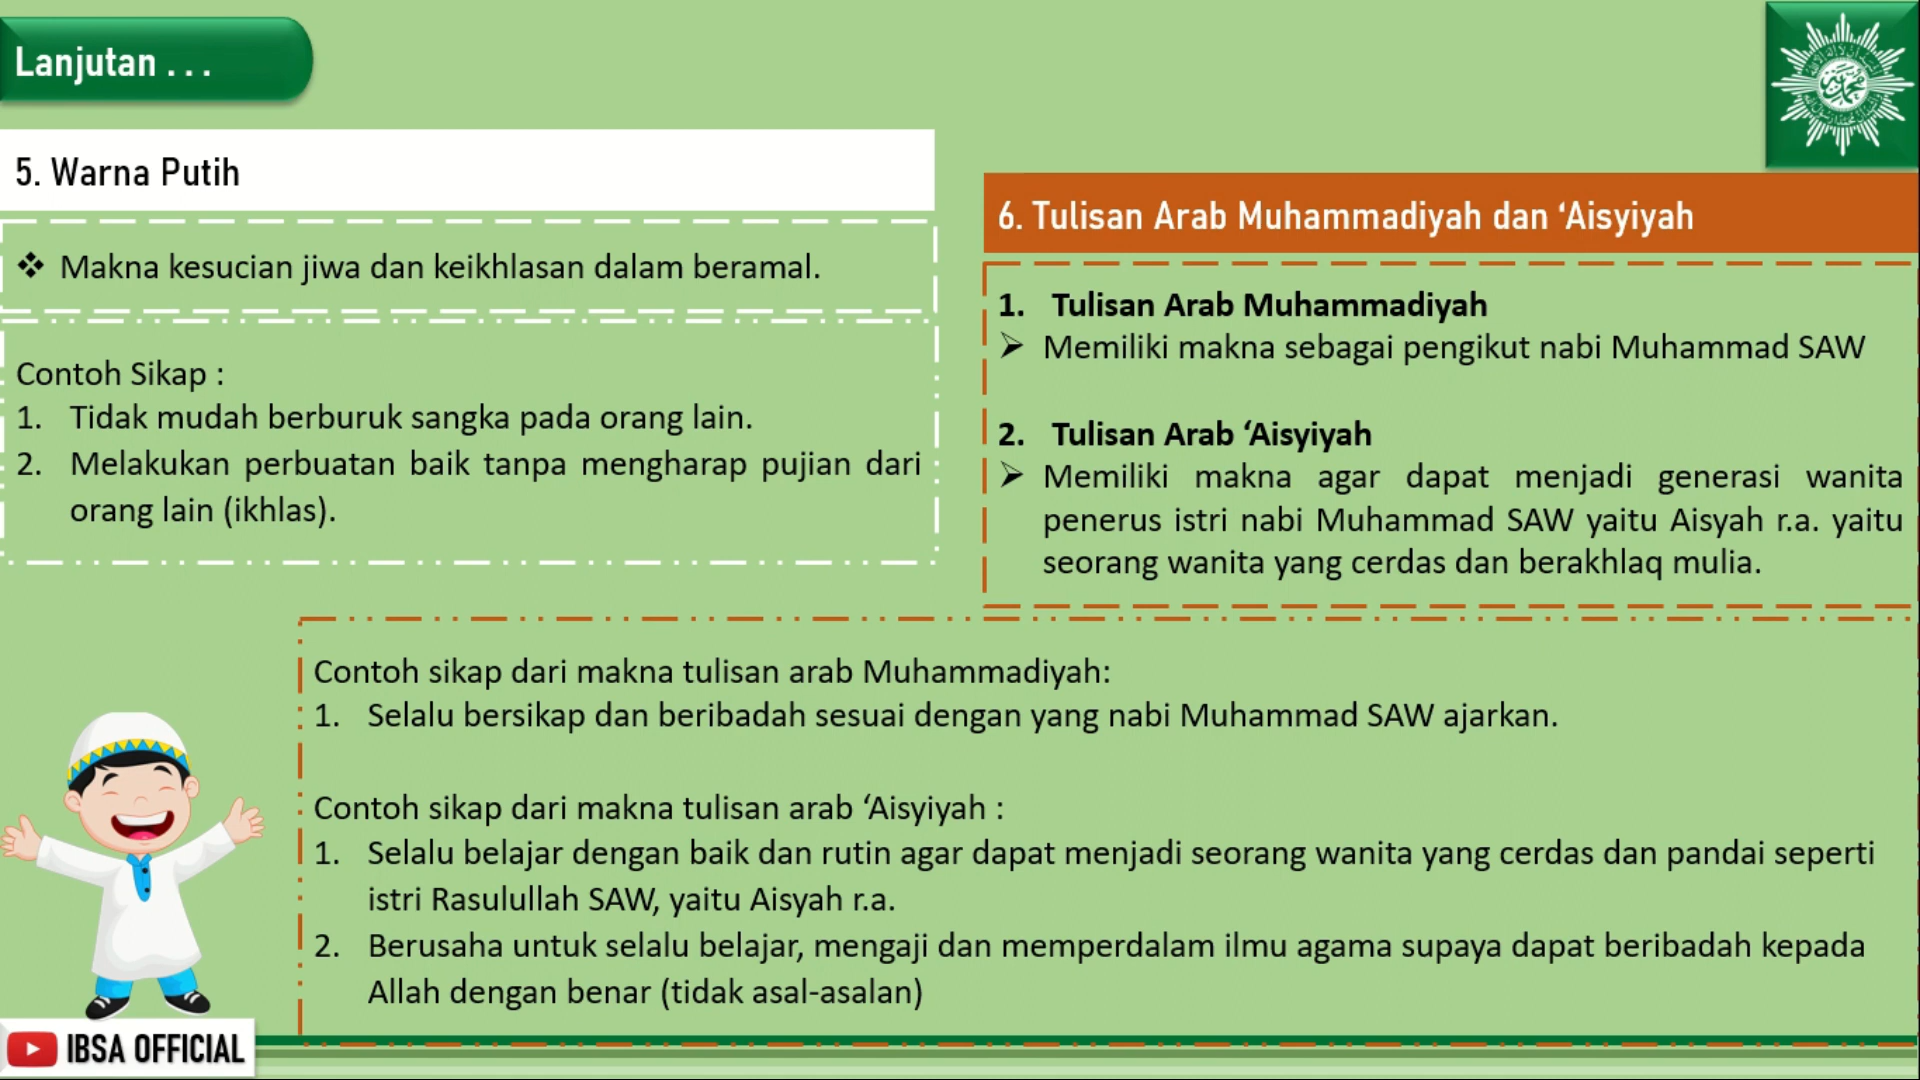 Lanjutan . . .
5. Warna Putih
❖ Makna kesucian jiwa dan keikhlasan dalam beramal.
Contoh Sikap :
1. Tidak mudah berburuk sangka pada orang lain.
2. Melakukan perbuatan baik tanpa mengharap pujian dari
orang lain (ikhlas).
6. Tulisan Arab Muhammadiyah dan ‘Aisyiyah
1. Tulisan Arab Muhammadiyah
➢ Memiliki makna sebagai pengikut nabi Muhammad SAW
2. Tulisan Arab ‘Aisyiyah
➢ Memiliki makna agar dapat menjadi generasi wanita
penerus istri nabi Muhammad SAW yaitu Aisyah r.a. yaitu
seorang wanita yang cerdas dan berakhlaq mulia.
Contoh sikap dari makna tulisan arab Muhammadiyah:
1. Selalu bersikap dan beribadah sesuai dengan yang nabi Muhammad SAW ajarkan.
Contoh sikap dari makna tulisan arab ‘Aisyiyah :
1. Selalu belajar dengan baik dan rutin agar dapat menjadi seorang wanita yang cerdas dan pandai seperti
istri Rasulullah SAW, yaitu Aisyah r.a.
2. Berusaha untuk selalu belajar, mengaji dan memperdalam ilmu agama supaya dapat beribadah kepada
Allah dengan benar (tidak asal-asalan)
IBSA OFFICIAL